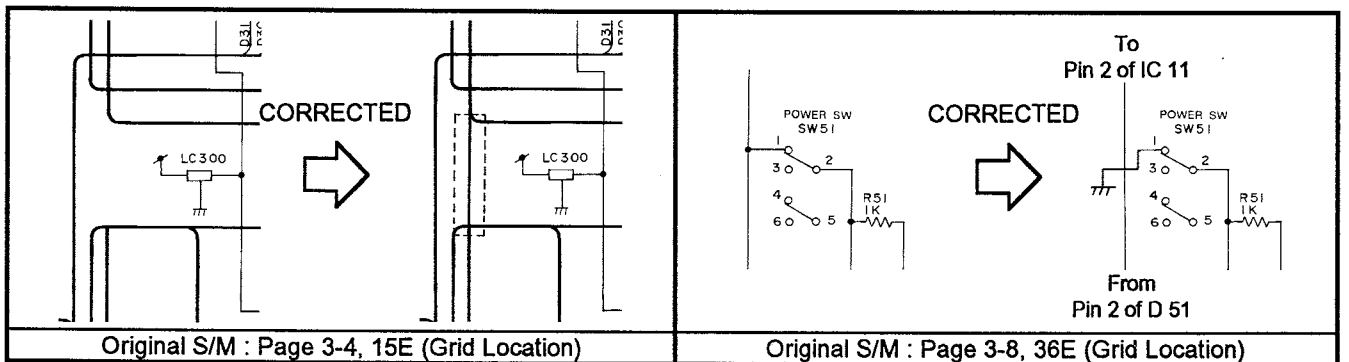 D31
CORRECTED
LC300
D31
LC300
Original S/M : Page 3-4, 15E (Grid Location)
POWER SW
SW51
1
2
3
4
5
6
R51
1K
CORRECTED
To
Pin 2 of IC 11
POWER SW
SW51
1
2
3
4
5
6
R51
1K
From
Pin 2 of D 51
Original S/M : Page 3-8, 36E (Grid Location)